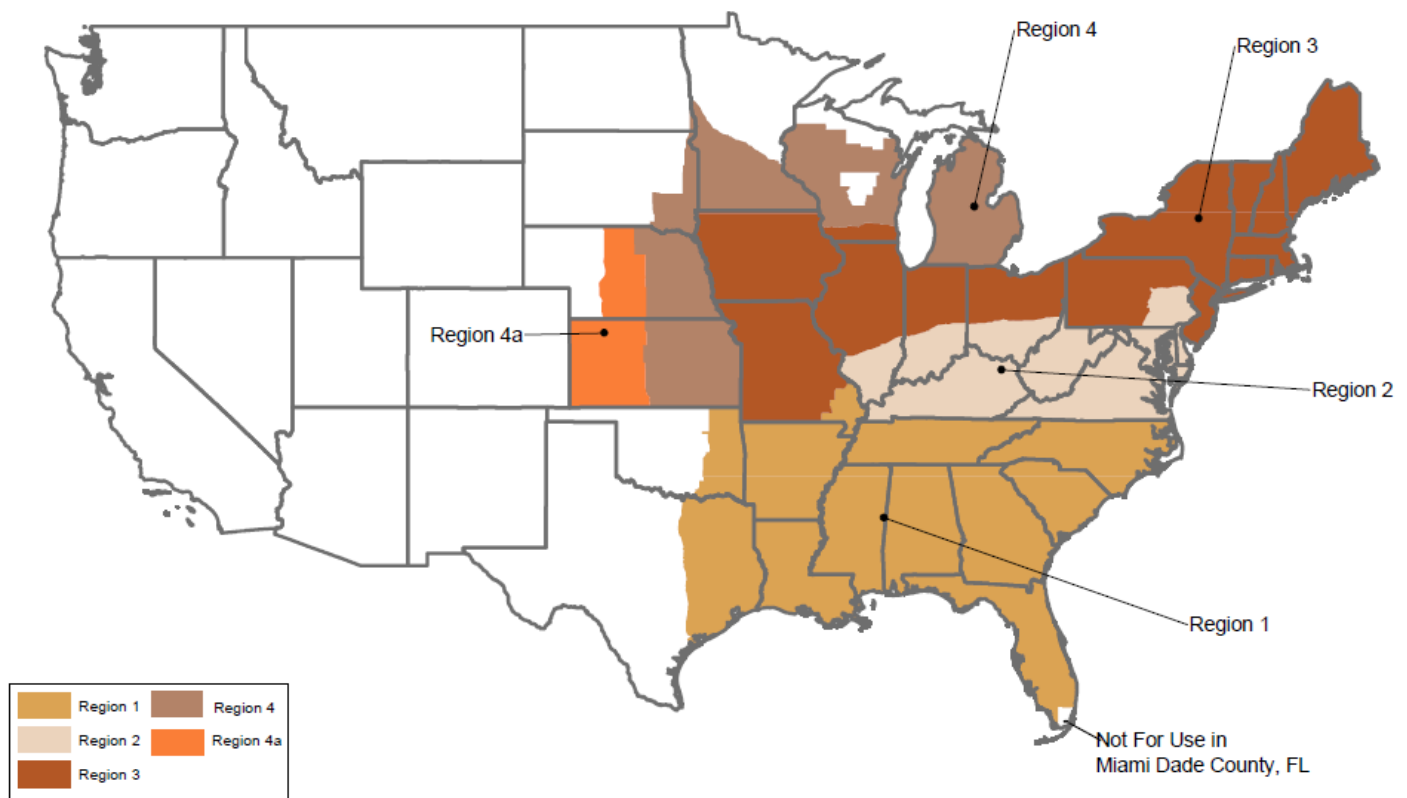 Region 4
Region 3
Region 4a
Region 2
Region 1
Region 1
Region 4
Region 2
Region 4a
Region 3
Not For Use in
Miami Dade County, FL